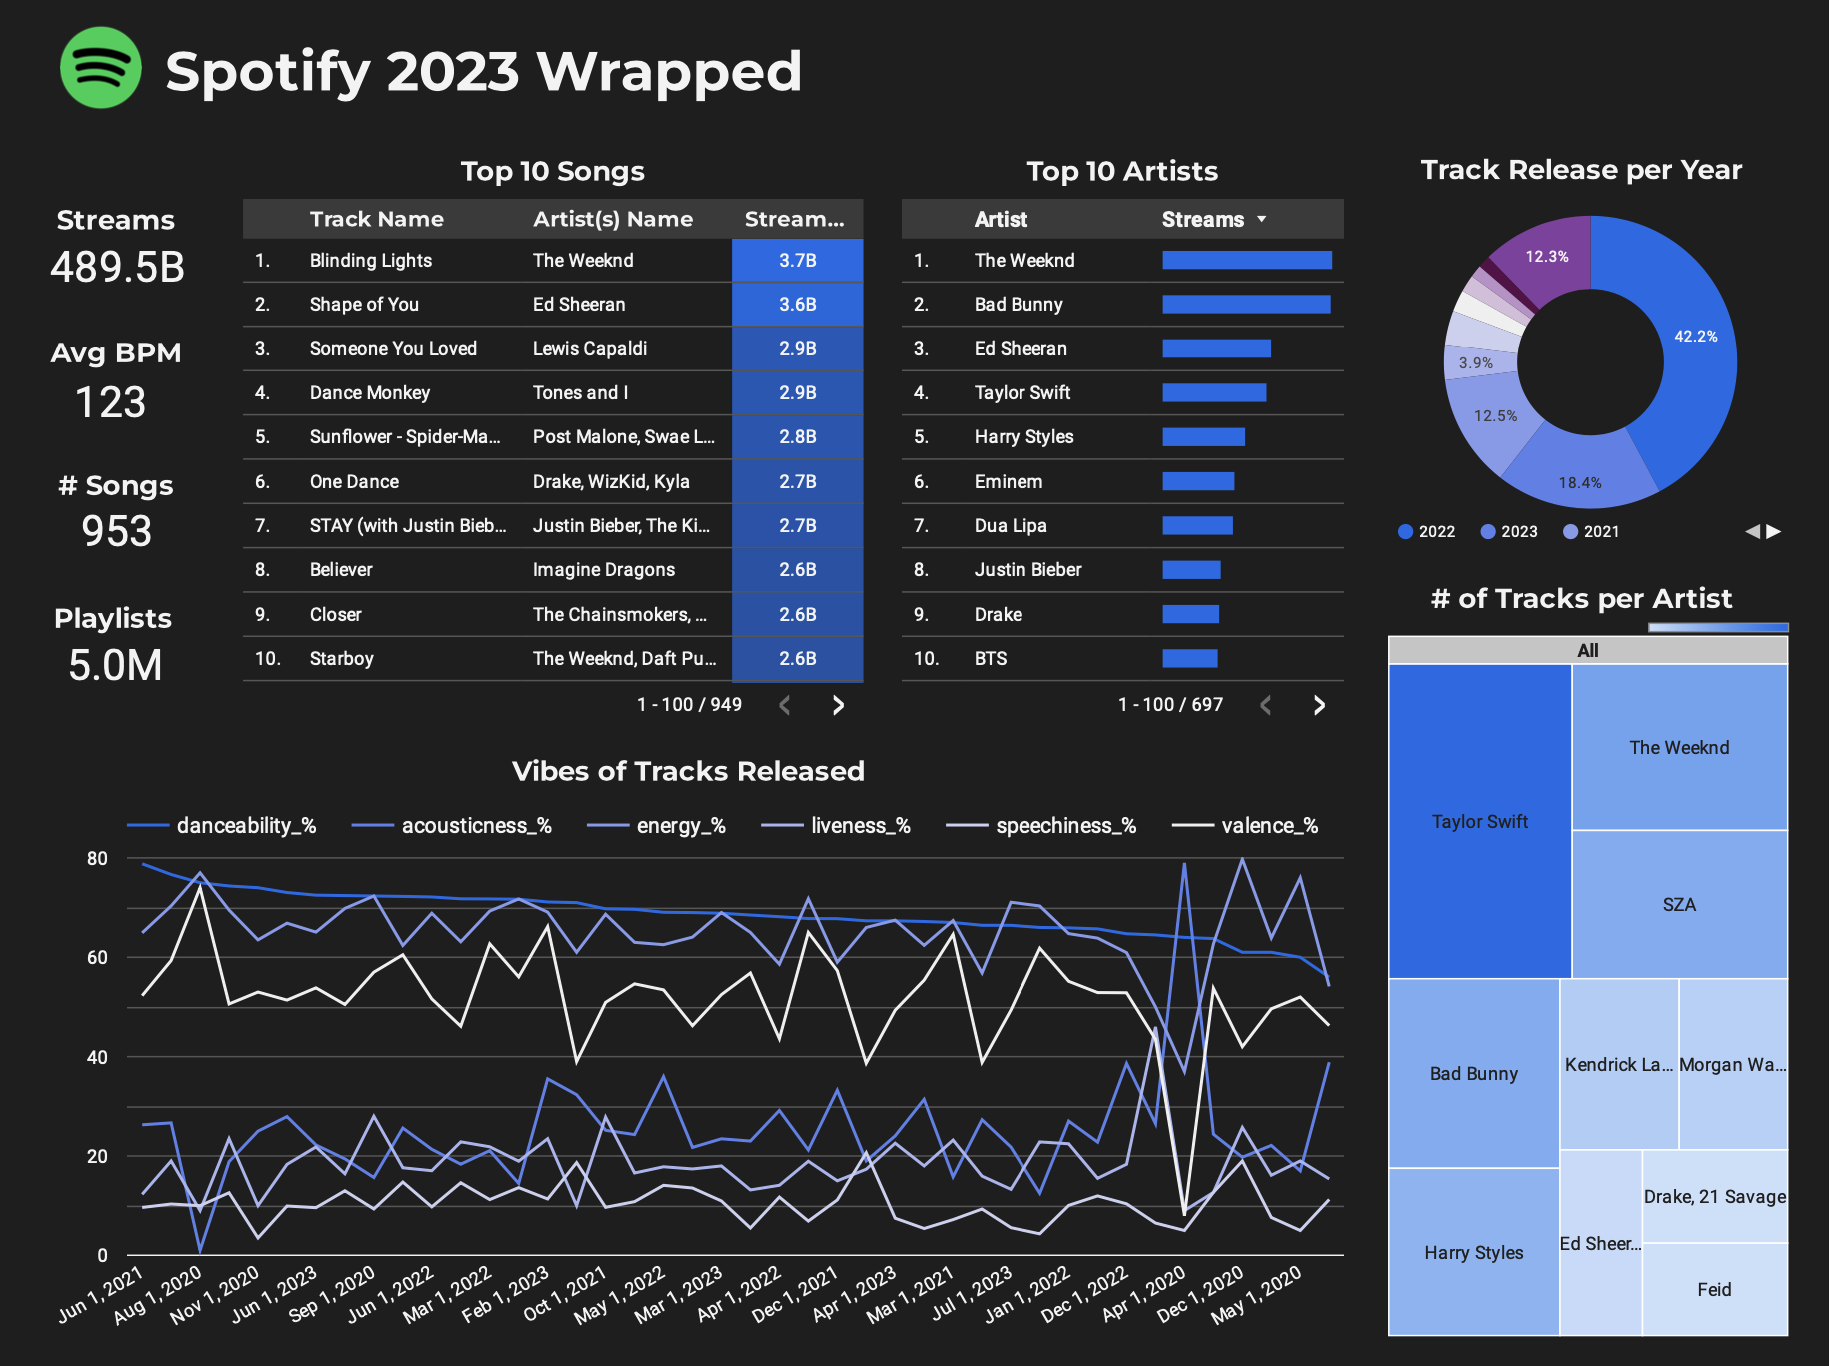 Spotify 2023 Wrapped
Streams
489.5B
Avg BPM
123
# Songs
953
Playlists
5.0M
Top 10 Songs
Track Name Artist(s) Name Stream...
1. Blinding Lights The Weeknd 3.7B
2. Shape of You Ed Sheeran 3.6B
3. Someone You Loved Lewis Capaldi 2.9B
4. Dance Monkey Tones and I 2.9B
5. Sunflower - Spider-Ma... Post Malone, Swae L... 2.8B
6. One Dance Drake, WizKid, Kyla 2.7B
7. STAY (with Justin Bieb... Justin Bieber, The Ki... 2.7B
8. Believer Imagine Dragons 2.6B
9. Closer The Chainsmokers, ... 2.6B
10. Starboy The Weeknd, Daft Pu... 2.6B
1 - 100 / 949
Top 10 Artists
Artist Streams
1. The Weeknd
2. Bad Bunny
3. Ed Sheeran
4. Taylor Swift
5. Harry Styles
6. Eminem
7. Dua Lipa
8. Justin Bieber
9. Drake
10. BTS
1 - 100 / 697
Track Release per Year
12.3%
42.2%
3.9%
12.5%
18.4%
2022 2023 2021
# of Tracks per Artist
All
Taylor Swift
The Weeknd
SZA
Bad Bunny
Kendrick La...
Morgan Wa...
Harry Styles
Ed Sheer...
Drake, 21 Savage
Feid
Vibes of Tracks Released
danceability_% acousticness_% energy_% liveness_% speechiness_% valence_%
80
60
40
20
0
Jun 1, 2021
Aug 1, 2020
Nov 1, 2020
Jun 1, 2023
Sep 1, 2020
Jun 1, 2022
Mar 1, 2022
Feb 1, 2023
Oct 1, 2021
May 1, 2022
Mar 1, 2023
Apr 1, 2022
Dec 1, 2021
Apr 1, 2023
Mar 1, 2021
Jul 1, 2023
Jan 1, 2022
Dec 1, 2022
Apr 1, 2020
Dec 1, 2020
May 1, 2020